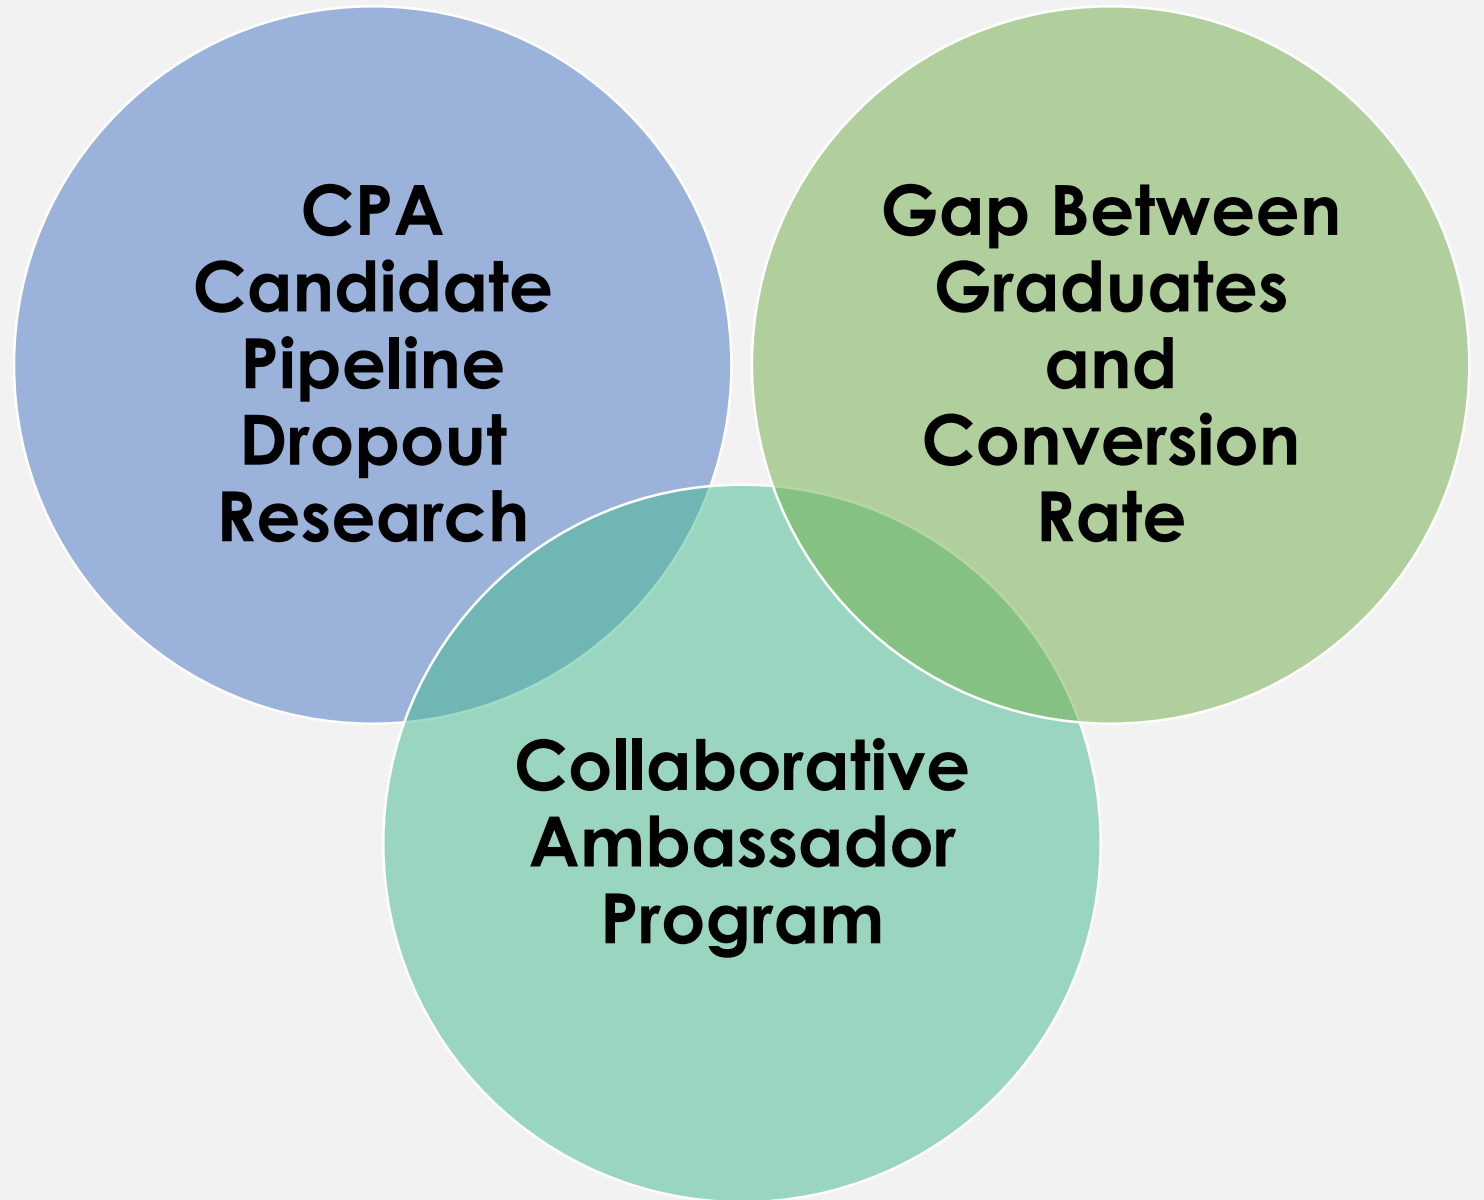 CPA
Candidate
Pipeline
Dropout
Research
Gap Between
Graduates
and
Conversion
Rate
Collaborative
Ambassador
Program